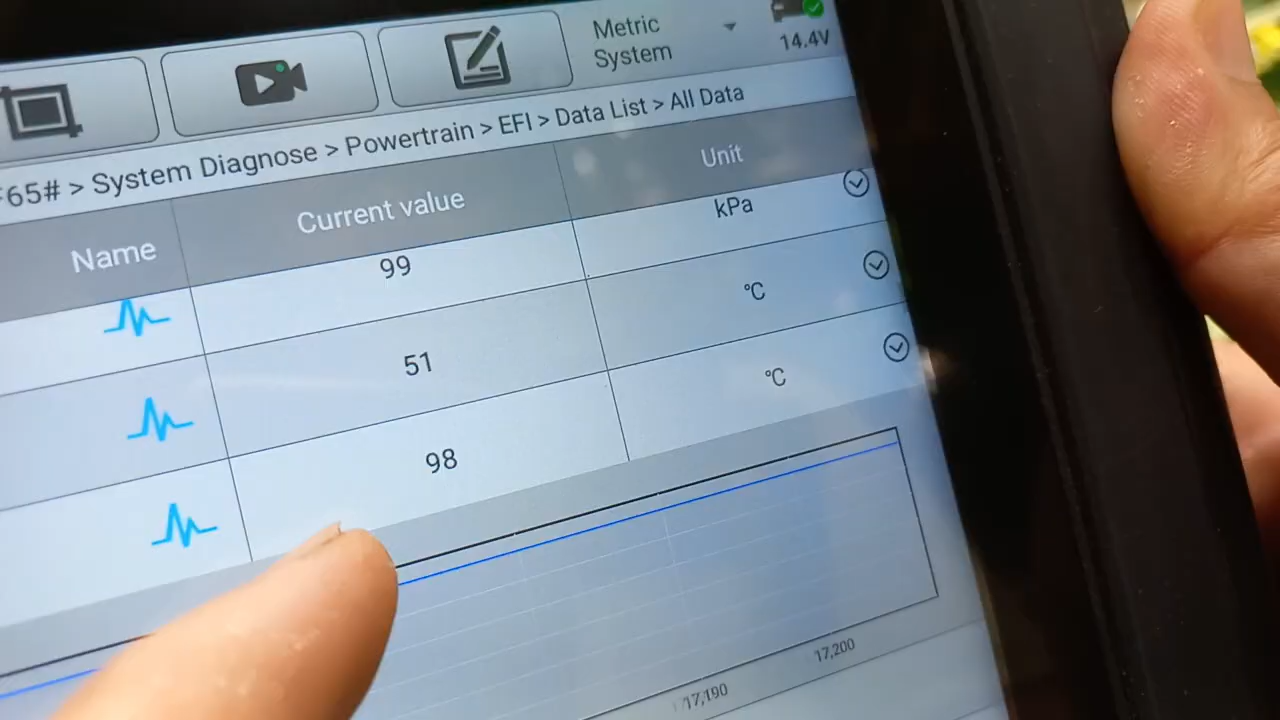 Metric
System
14.4V
65# > System Diagnose > Powertrain > EFI > Data List > All Data
Name Current value Unit
99 kPa
51 °C
98 °C
17,190 17,200